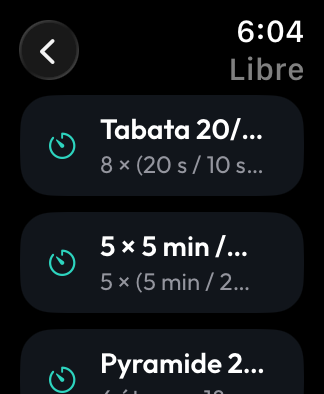 6:04
Libre
Tabata 20/...
8 × (20 s / 10 s...
5 × 5 min /...
5 × (5 min / 2...
Pyramide 2...